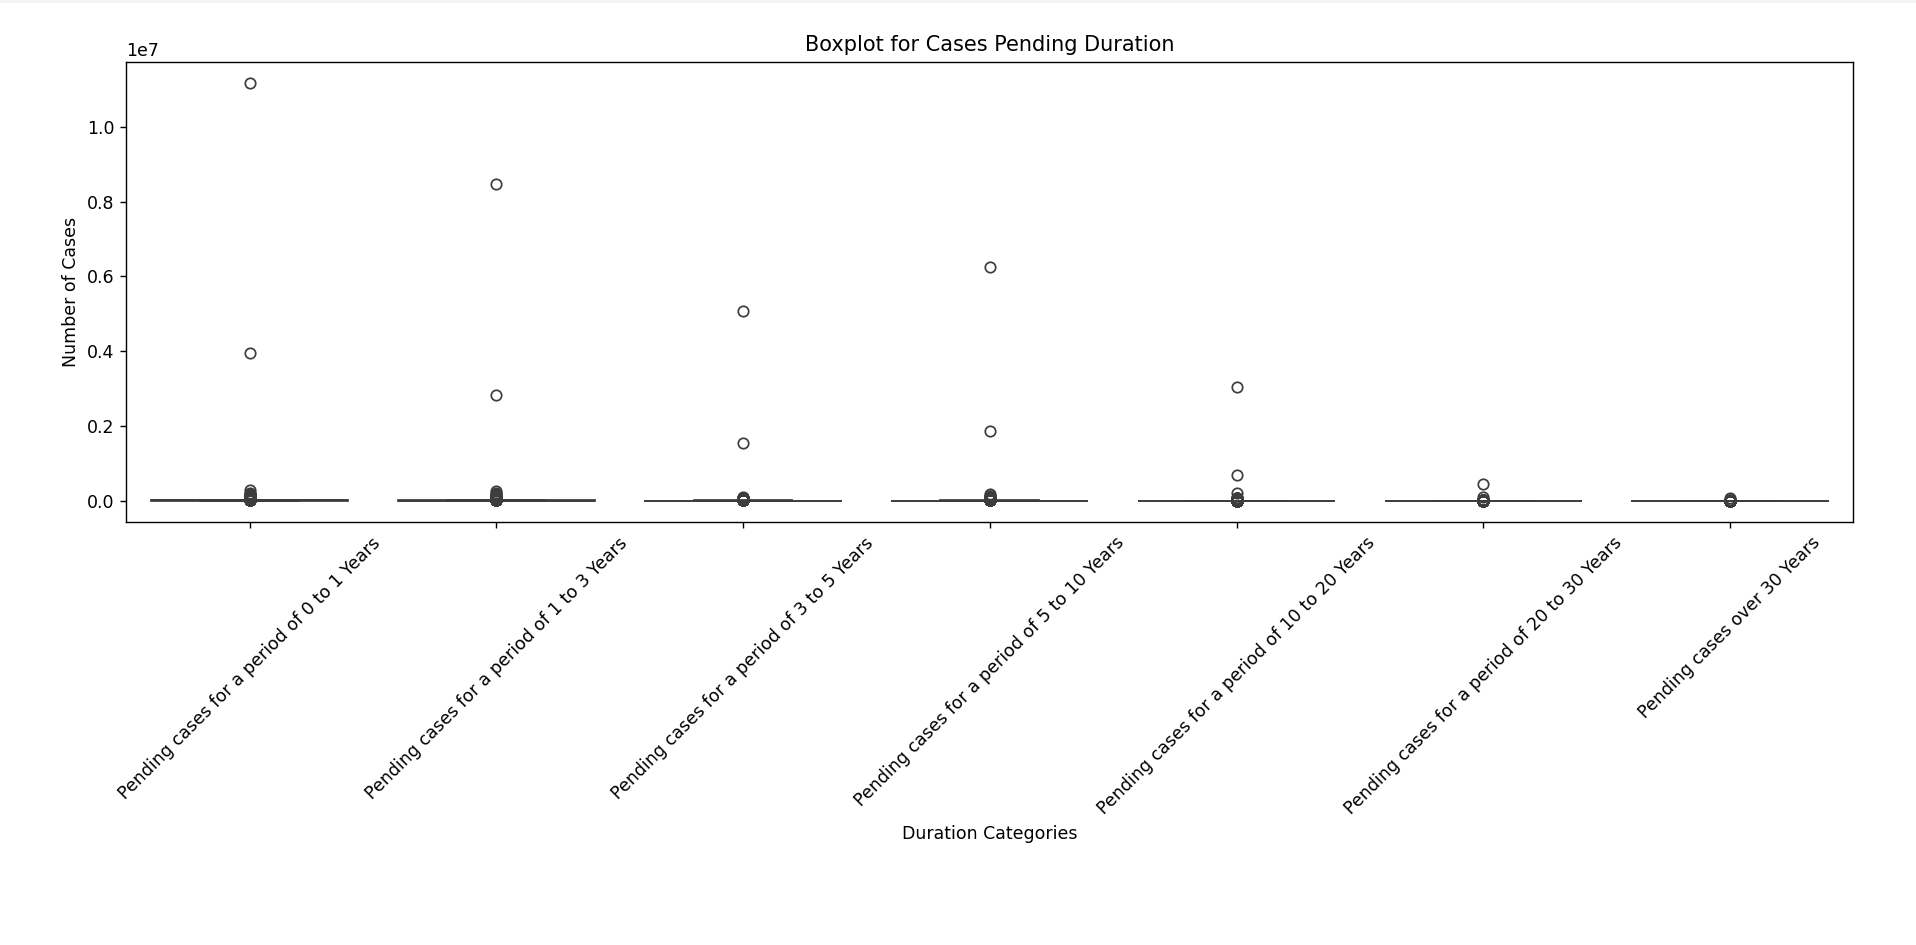 Boxplot for Cases Pending Duration
1e7
1.0
0.8
0.6
0.4
0.2
0.0
Number of Cases
Pending cases for a period of 0 to 1 Years
Pending cases for a period of 1 to 3 Years
Pending cases for a period of 3 to 5 Years
Pending cases for a period of 5 to 10 Years
Pending cases for a period of 10 to 20 Years
Pending cases for a period of 20 to 30 Years
Pending cases over 30 Years
Duration Categories